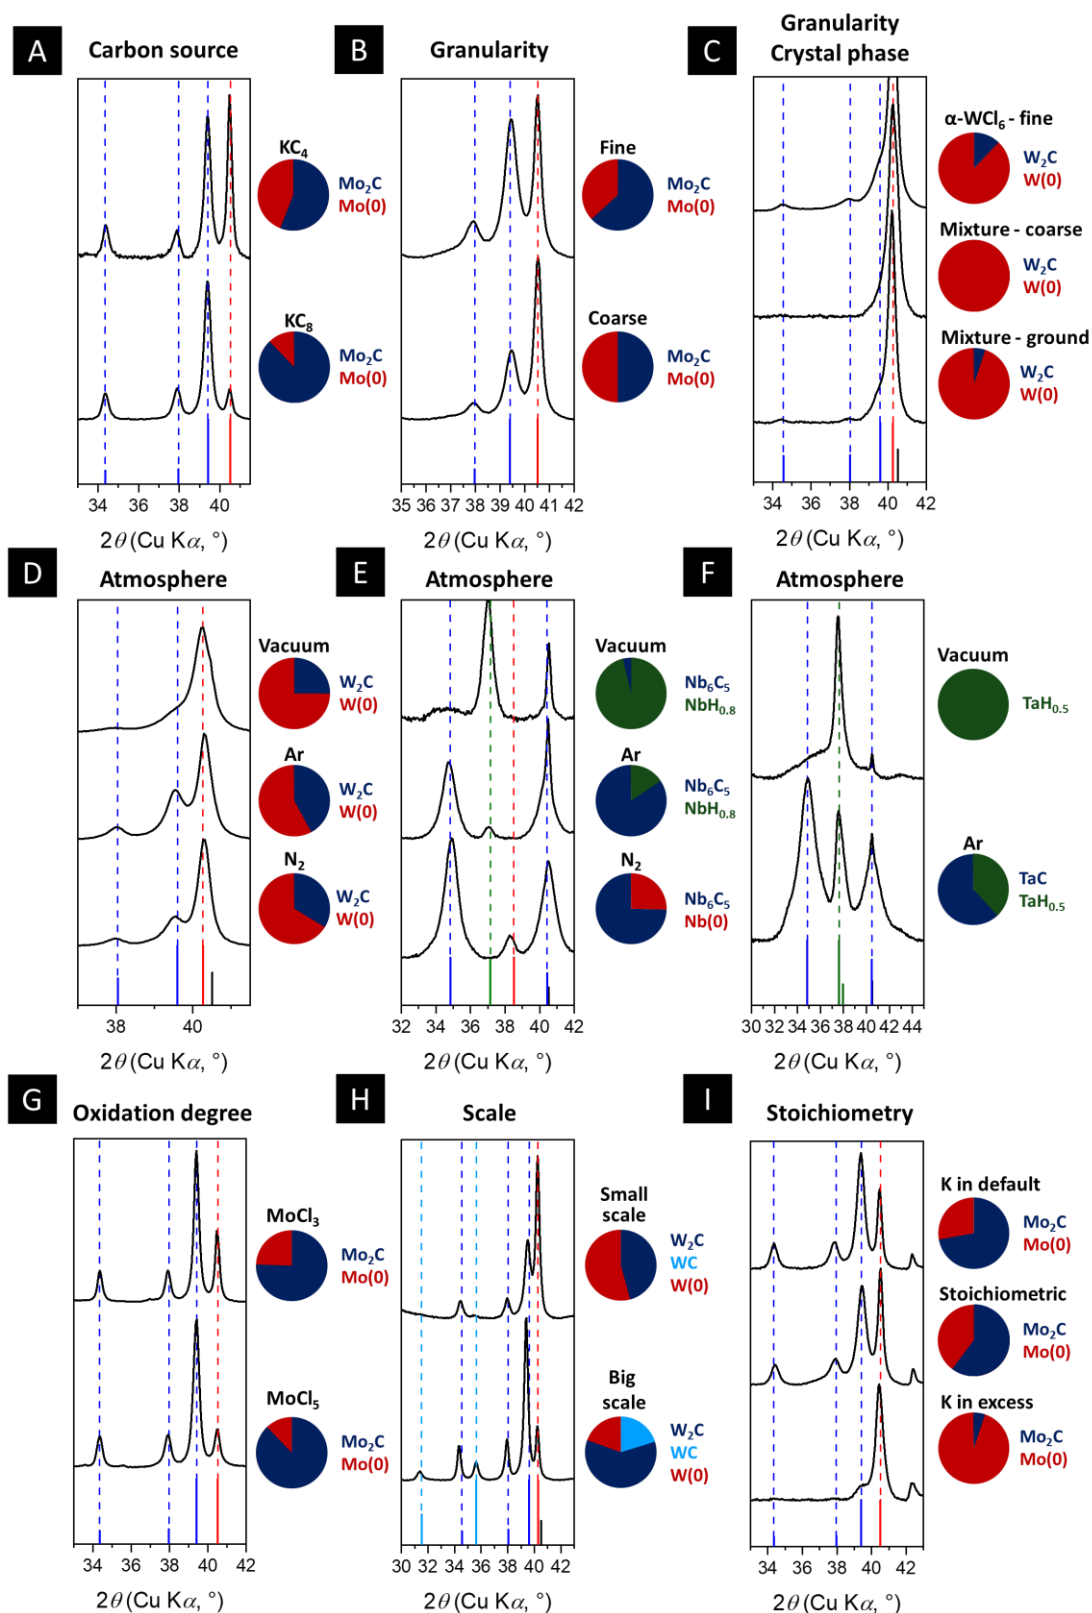 A
Carbon source
KC₄
Mo₂C
Mo(0)
KC₈
Mo₂C
Mo(0)
34 36 38 40
2θ (Cu Kα, °)
B
Granularity
Fine
Mo₂C
Mo(0)
Coarse
Mo₂C
Mo(0)
35 36 37 38 39 40 41 42
2θ (Cu Kα, °)
C
Granularity
Crystal phase
α-WCl₆ - fine
W₂C
W(0)
Mixture - coarse
W₂C
W(0)
Mixture - ground
W₂C
W(0)
34 36 38 40 42
2θ (Cu Kα, °)
D
Atmosphere
Vacuum
W₂C
W(0)
Ar
W₂C
W(0)
N₂
W₂C
W(0)
38 40
2θ (Cu Kα, °)
E
Atmosphere
Vacuum
Nb₆C₅
NbH₀.₈
Ar
Nb₆C₅
NbH₀.₈
N₂
Nb₆C₅
Nb(0)
32 34 36 38 40 42
2θ (Cu Kα, °)
F
Atmosphere
Vacuum
TaH₀.₅
Ar
TaC
TaH₀.₅
30 32 34 36 38 40 42 44
2θ (Cu Kα, °)
G
Oxidation degree
MoCl₃
Mo₂C
Mo(0)
MoCl₅
Mo₂C
Mo(0)
34 36 38 40 42
2θ (Cu Kα, °)
H
Scale
Small
scale
W₂C
WC
W(0)
Big
scale
W₂C
WC
W(0)
30 31 33 34 36 37 39 40 42 43
2θ (Cu Kα, °)
I
Stoichiometry
K in default
Mo₂C
Mo(0)
Stoichiometric
Mo₂C
Mo(0)
K in excess
Mo₂C
Mo(0)
34 36 38 40 42
2θ (Cu Kα, °)